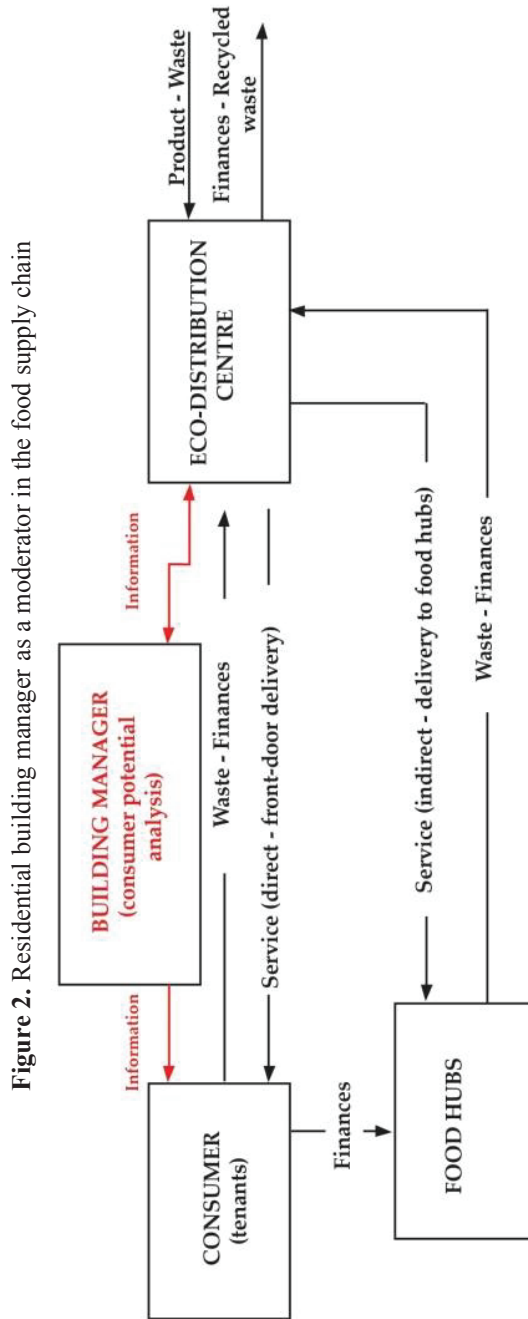 Figure 2. Residential building manager as a moderator in the food supply chain
BUILDING MANAGER
(consumer potential
analysis)
Information
Information
CONSUMER
(tenants)
Waste - Finances
Service (direct - front-door delivery)
ECO-DISTRIBUTION
CENTRE
Product - Waste
Finances - Recycled
waste
Finances
Service (indirect - delivery to food hubs)
Waste - Finances
FOOD HUBS